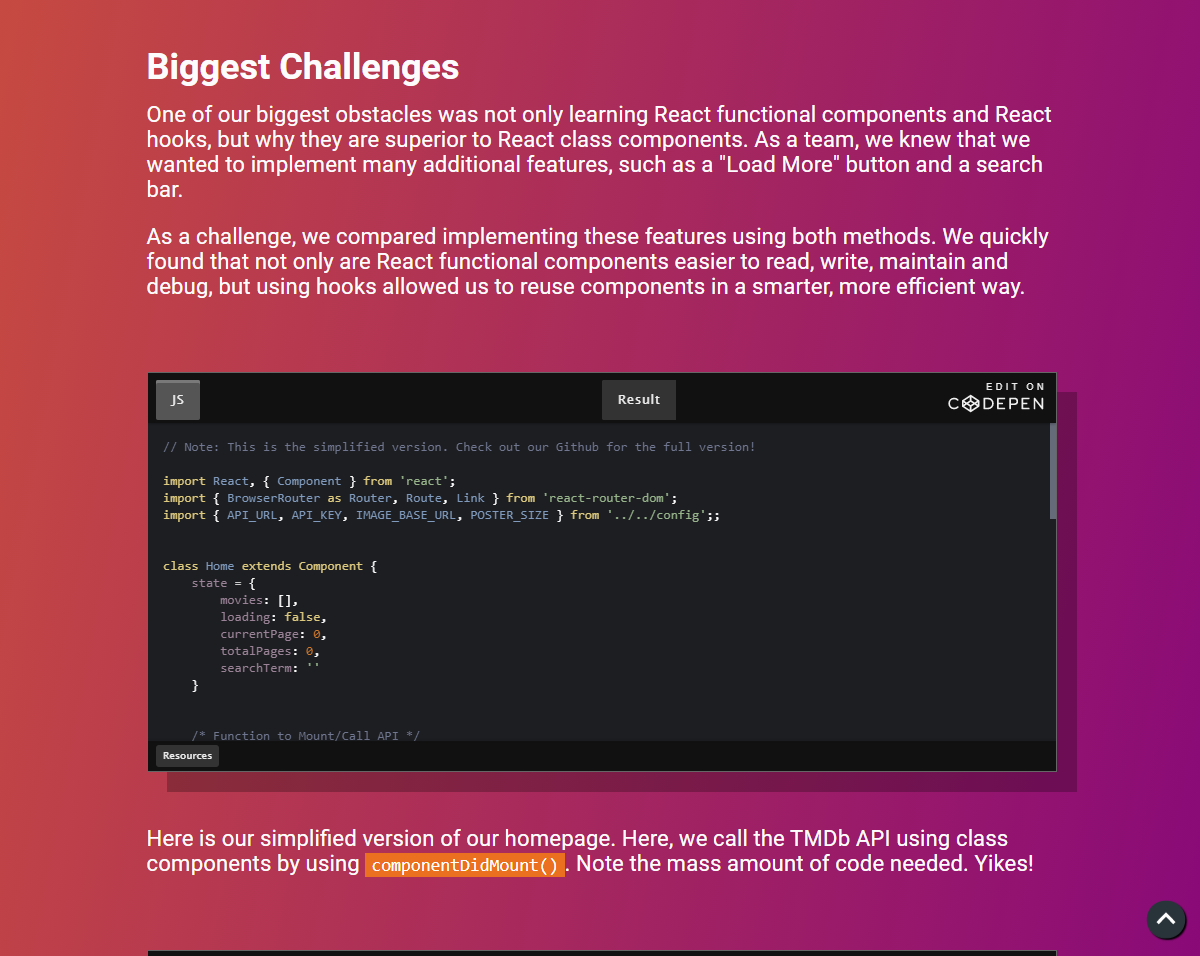 Biggest Challenges
One of our biggest obstacles was not only learning React functional components and React
hooks, but why they are superior to React class components. As a team, we knew that we
wanted to implement many additional features, such as a "Load More" button and a search
bar.
As a challenge, we compared implementing these features using both methods. We quickly
found that not only are React functional components easier to read, write, maintain and
debug, but using hooks allowed us to reuse components in a smarter, more efficient way.
JS
Result
EDIT ON
CODEPEN
// Note: This is the simplified version. Check out our Github for the full version!
import React, { Component } from 'react';
import { BrowserRouter as Router, Route, Link } from 'react-router-dom';
import { API_URL, API_KEY, IMAGE_BASE_URL, POSTER_SIZE } from '../../config';;
class Home extends Component {
    state = {
        movies: [],
        loading: false,
        currentPage: 0,
        totalPages: 0,
        searchTerm: ''
    }
    /* Function to Mount/Call API */
Resources
Here is our simplified version of our homepage. Here, we call the TMDb API using class
components by using componentDidMount(). Note the mass amount of code needed. Yikes!